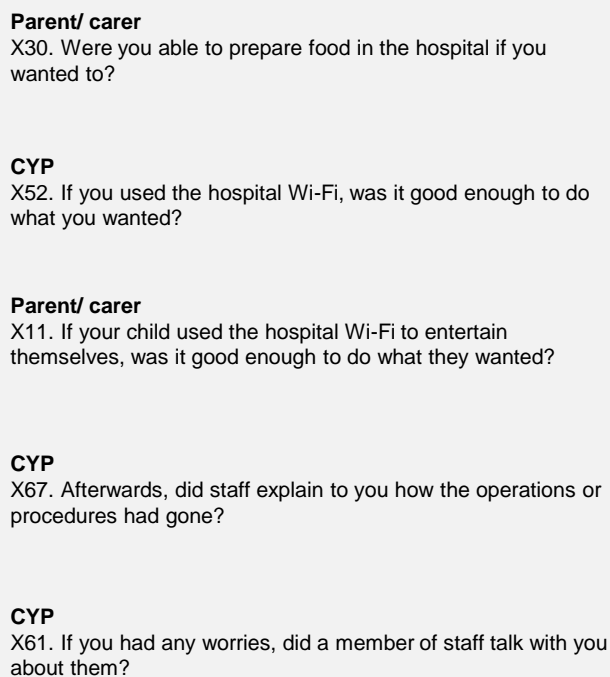 Parent/ carer
X30. Were you able to prepare food in the hospital if you
wanted to?
CYP
X52. If you used the hospital Wi-Fi, was it good enough to do
what you wanted?
Parent/ carer
X11. If your child used the hospital Wi-Fi to entertain
themselves, was it good enough to do what they wanted?
CYP
X67. Afterwards, did staff explain to you how the operations or
procedures had gone?
CYP
X61. If you had any worries, did a member of staff talk with you
about them?